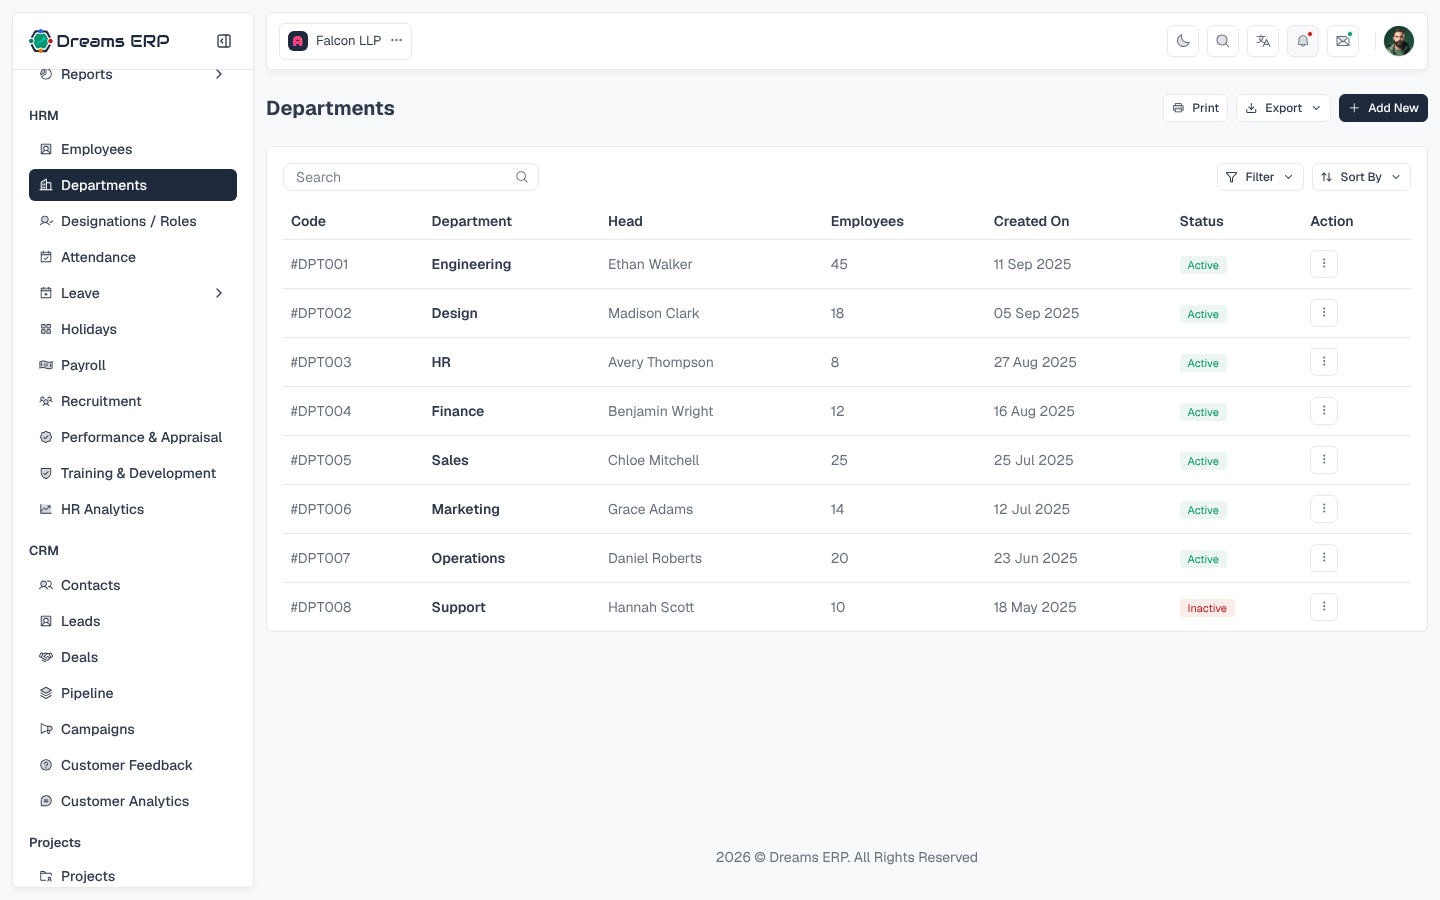 Dreams ERP
Reports
HRM
Employees
Departments
Designations / Roles
Attendance
Leave
Holidays
Payroll
Recruitment
Performance & Appraisal
Training & Development
HR Analytics
CRM
Contacts
Leads
Deals
Pipeline
Campaigns
Customer Feedback
Customer Analytics
Projects
Projects
Falcon LLP
Departments
Print Export Add New
Search Filter Sort By
Code Department Head Employees Created On Status Action
#DPT001 Engineering Ethan Walker 45 11 Sep 2025 Active
#DPT002 Design Madison Clark 18 05 Sep 2025 Active
#DPT003 HR Avery Thompson 8 27 Aug 2025 Active
#DPT004 Finance Benjamin Wright 12 16 Aug 2025 Active
#DPT005 Sales Chloe Mitchell 25 25 Jul 2025 Active
#DPT006 Marketing Grace Adams 14 12 Jul 2025 Active
#DPT007 Operations Daniel Roberts 20 23 Jun 2025 Active
#DPT008 Support Hannah Scott 10 18 May 2025 Inactive
2026 © Dreams ERP. All Rights Reserved